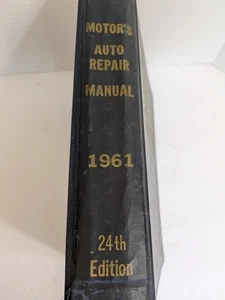 MOTOR'S
AUTO
REPAIR
MANUAL
1961
24th
Edition